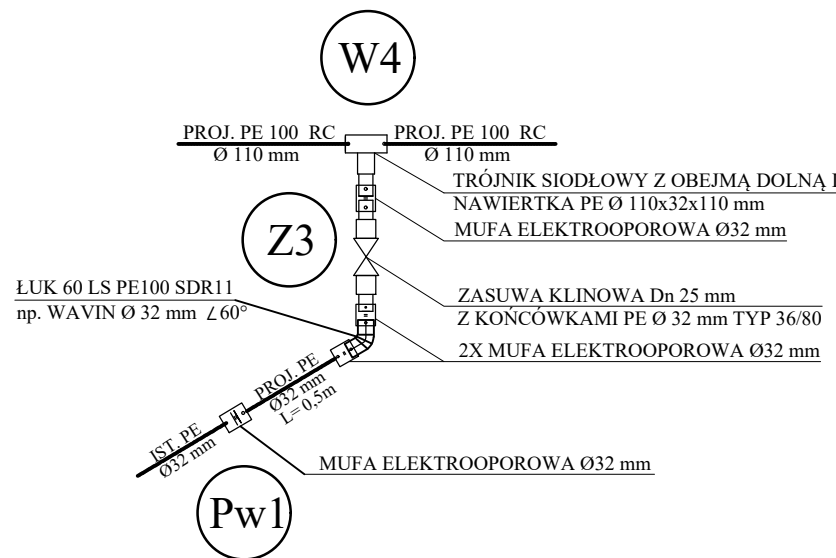 W4
PROJ. PE 100 RC
Ø 110 mm
PROJ. PE 100 RC
Ø 110 mm
TRÓJNIK SIODŁOWY Z OBEJMĄ DOLNĄ
NAWIERTKA PE Ø 110x32x110 mm
MUFA ELEKTROOPOROWA Ø32 mm
Z3
ŁUK 60 LS PE100 SDR11
np. WAVIN Ø 32 mm ∠60°
ZASUWA KLINOWA Dn 25 mm
Z KOŃCÓWKAMI PE Ø 32 mm TYP 36/80
2X MUFA ELEKTROOPOROWA Ø32 mm
PROJ. PE
Ø32 mm
L= 0,5m
IST. PE
Ø32 mm
MUFA ELEKTROOPOROWA Ø32 mm
Pw1